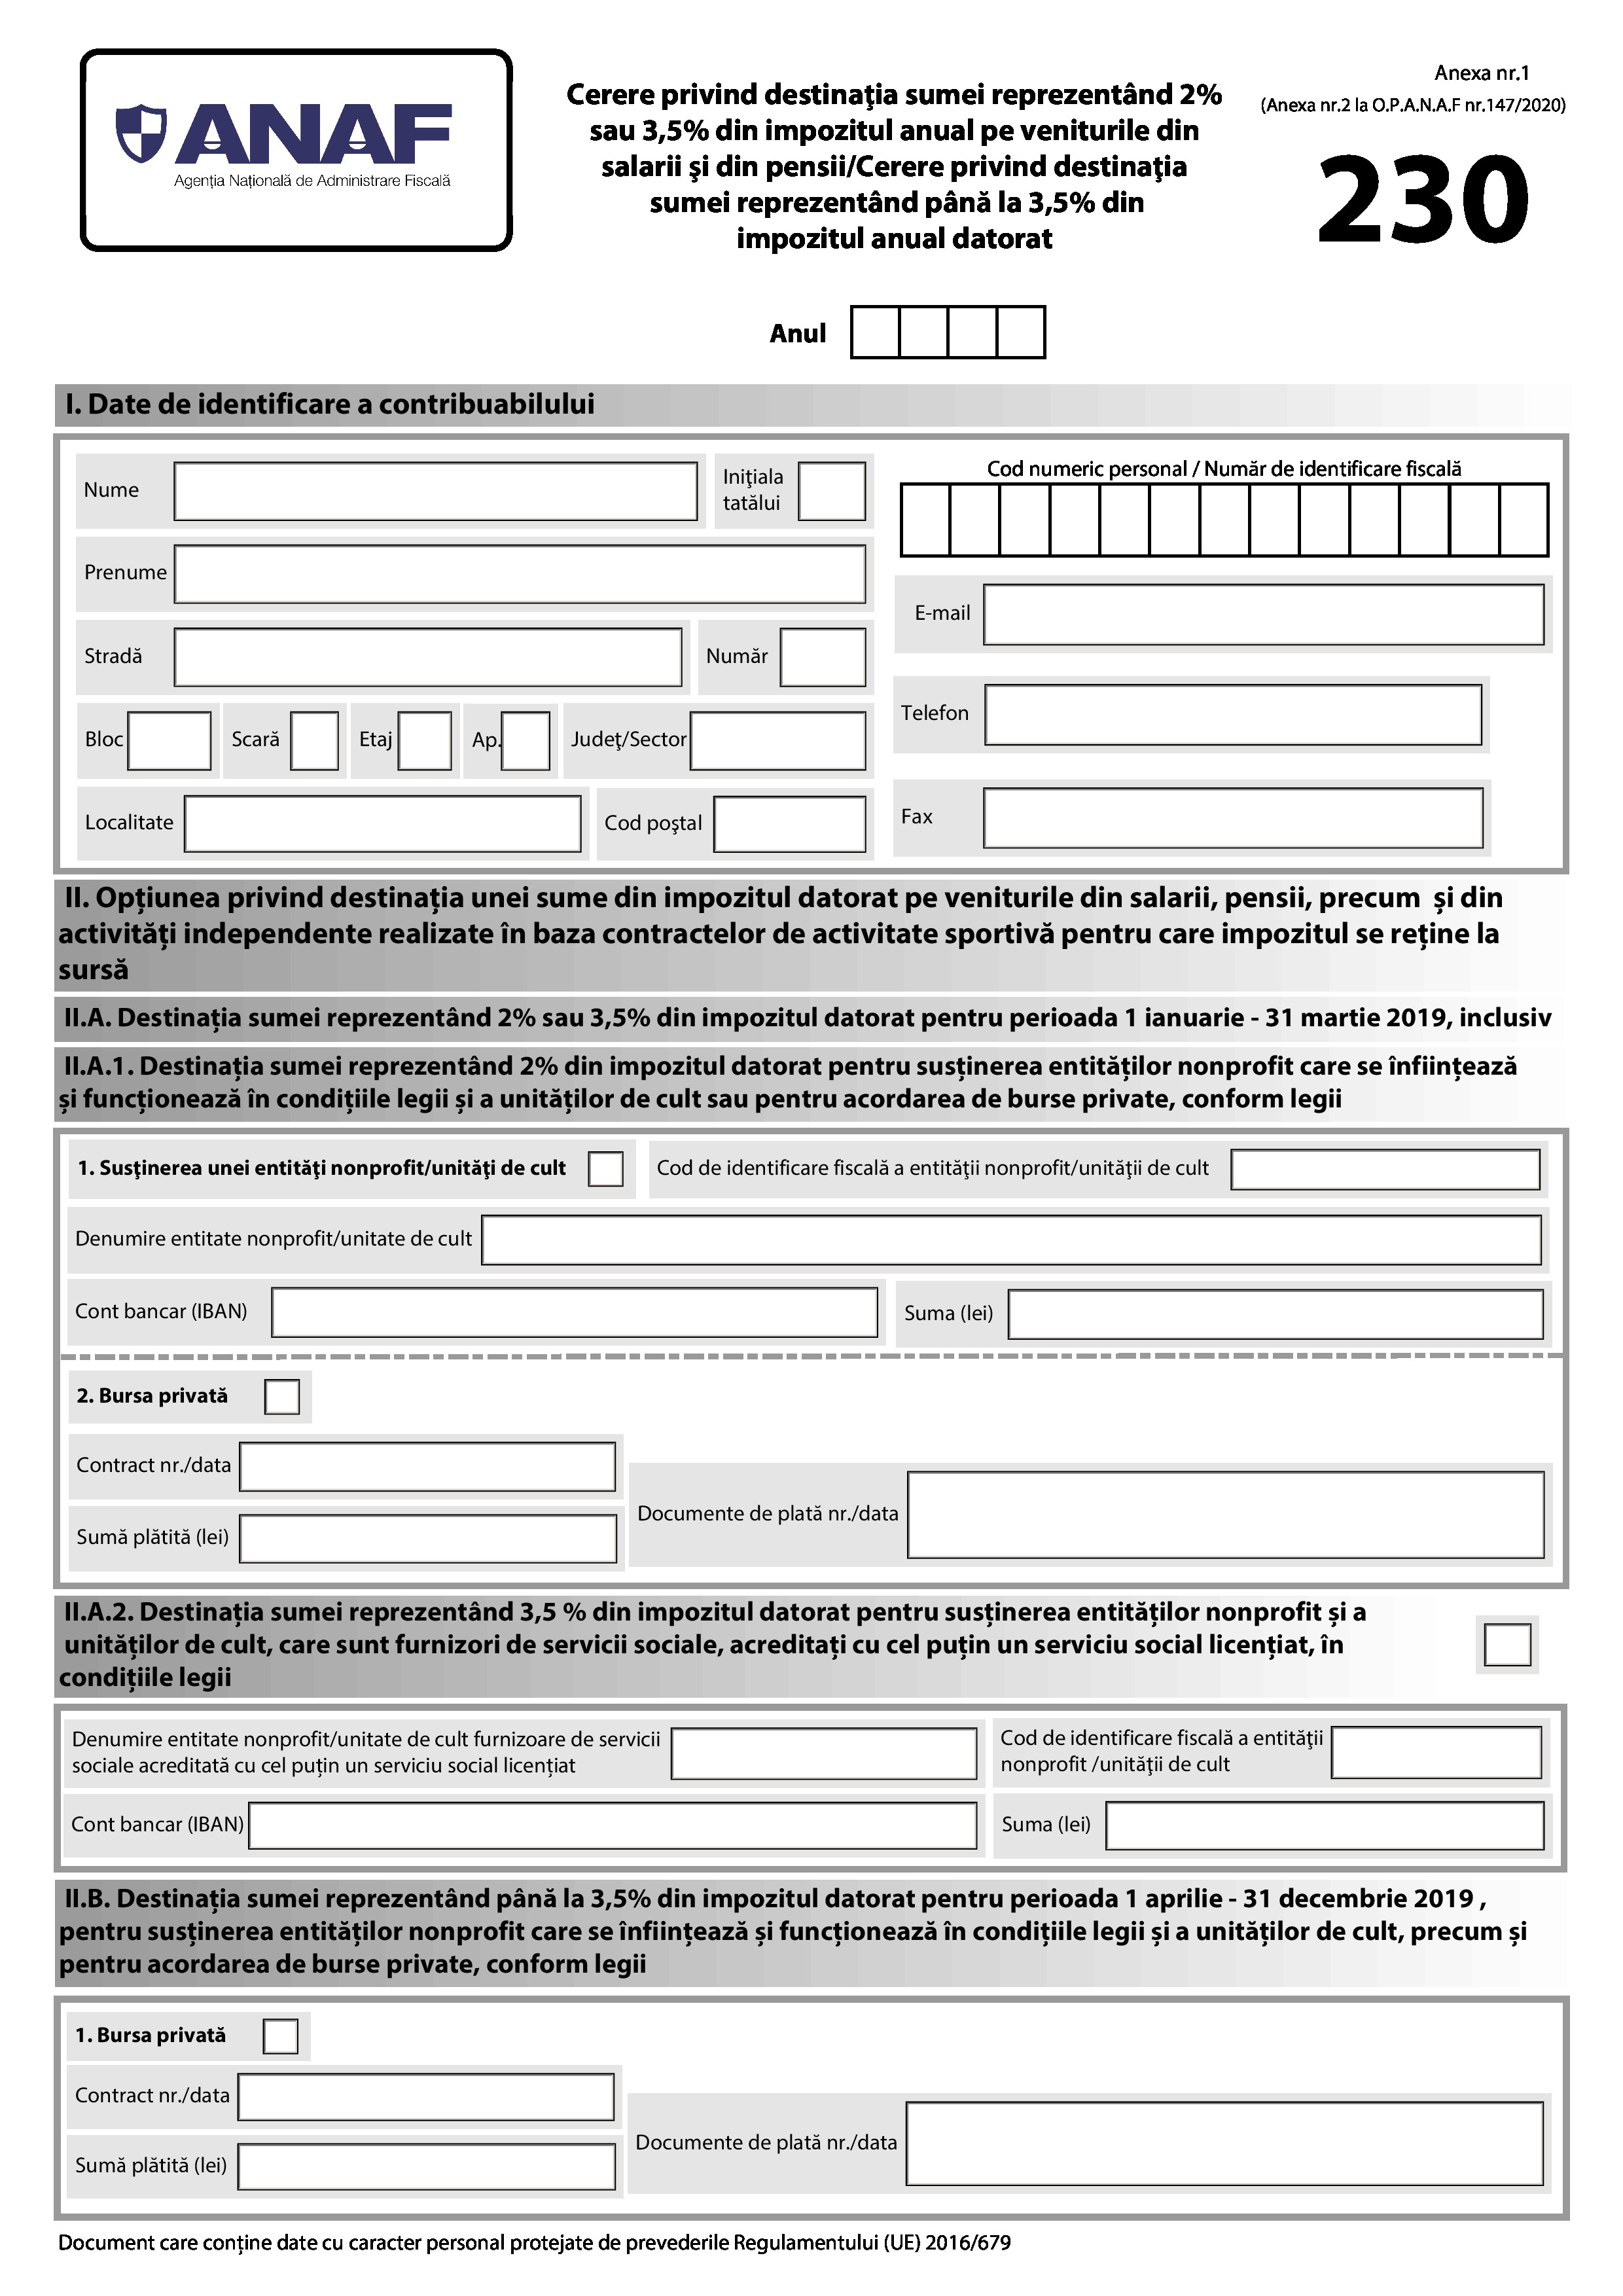 ANAF
Agenția Națională de Administrare Fiscală
Cerere privind destinaţia sumei reprezentând 2%
sau 3,5% din impozitul anual pe veniturile din
salarii şi din pensii/Cerere privind destinaţia
sumei reprezentând până la 3,5% din
impozitul anual datorat
Anexa nr.1
(Anexa nr.2 la O.P.A.N.A.F nr.147/2020)
230
Anul
I. Date de identificare a contribuabilului
Nume
Iniţiala
tatălui
Cod numeric personal / Număr de identificare fiscală
Prenume
E-mail
Stradă
Număr
Telefon
Bloc
Scară
Etaj
Ap.
Judeţ/Sector
Localitate
Cod poştal
Fax
II. Opțiunea privind destinația unei sume din impozitul datorat pe veniturile din salarii, pensii, precum și din
activități independente realizate în baza contractelor de activitate sportivă pentru care impozitul se reține la
sursă
II.A. Destinația sumei reprezentând 2% sau 3,5% din impozitul datorat pentru perioada 1 ianuarie - 31 martie 2019, inclusiv
II.A.1. Destinația sumei reprezentând 2% din impozitul datorat pentru susținerea entităților nonprofit care se înființează
și funcționează în condițiile legii și a unităților de cult sau pentru acordarea de burse private, conform legii
1. Susţinerea unei entităţi nonprofit/unităţi de cult
Cod de identificare fiscală a entităţii nonprofit/unităţii de cult
Denumire entitate nonprofit/unitate de cult
Cont bancar (IBAN)
Suma (lei)
2. Bursa privată
Contract nr./data
Documente de plată nr./data
Sumă plătită (lei)
II.A.2. Destinația sumei reprezentând 3,5 % din impozitul datorat pentru susținerea entităților nonprofit și a
unităților de cult, care sunt furnizori de servicii sociale, acreditați cu cel puțin un serviciu social licențiat, în
condițiile legii
Denumire entitate nonprofit/unitate de cult furnizoare de servicii
sociale acreditată cu cel puțin un serviciu social licențiat
Cod de identificare fiscală a entităţii
nonprofit /unităţii de cult
Cont bancar (IBAN)
Suma (lei)
II.B. Destinația sumei reprezentând până la 3,5% din impozitul datorat pentru perioada 1 aprilie - 31 decembrie 2019 ,
pentru susținerea entităților nonprofit care se înființează și funcționează în condițiile legii și a unităților de cult, precum și
pentru acordarea de burse private, conform legii
1. Bursa privată
Contract nr./data
Documente de plată nr./data
Sumă plătită (lei)
Document care conține date cu caracter personal protejate de prevederile Regulamentului (UE) 2016/679